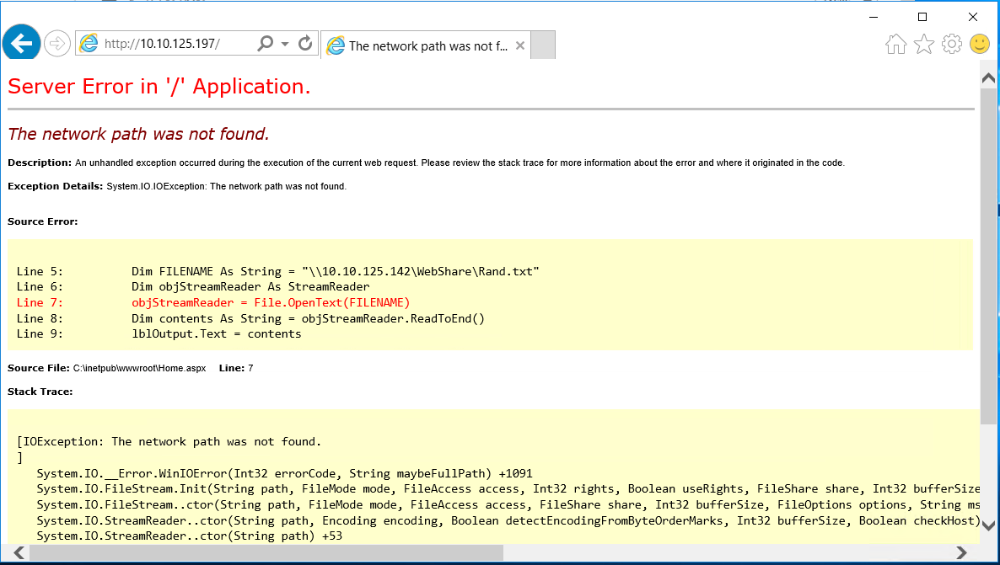 http://10.10.125.197/
The network path was not f...
Server Error in '/' Application.
The network path was not found.
Description: An unhandled exception occurred during the execution of the current web request. Please review the stack trace for more information about the error and where it originated in the code.
Exception Details: System.IO.IOException: The network path was not found.
Source Error:
Line 5:          Dim FILENAME As String = "\\10.10.125.142\WebShare\Rand.txt"
Line 6:          Dim objStreamReader As StreamReader
Line 7:          objStreamReader = File.OpenText(FILENAME)
Line 8:          Dim contents As String = objStreamReader.ReadToEnd()
Line 9:          lblOutput.Text = contents
Source File: C:\inetpub\wwwroot\Home.aspx    Line: 7
Stack Trace:
[IOException: The network path was not found.
]
   System.IO.__Error.WinIOError(Int32 errorCode, String maybeFullPath) +1091
   System.IO.FileStream.Init(String path, FileMode mode, FileAccess access, Int32 rights, Boolean useRights, FileShare share, Int32 bufferSize
   System.IO.FileStream..ctor(String path, FileMode mode, FileAccess access, FileShare share, Int32 bufferSize, FileOptions options, String ms
   System.IO.StreamReader..ctor(String path, Encoding encoding, Boolean detectEncodingFromByteOrderMarks, Int32 bufferSize, Boolean checkHost)
   System.IO.StreamReader..ctor(String path) +53